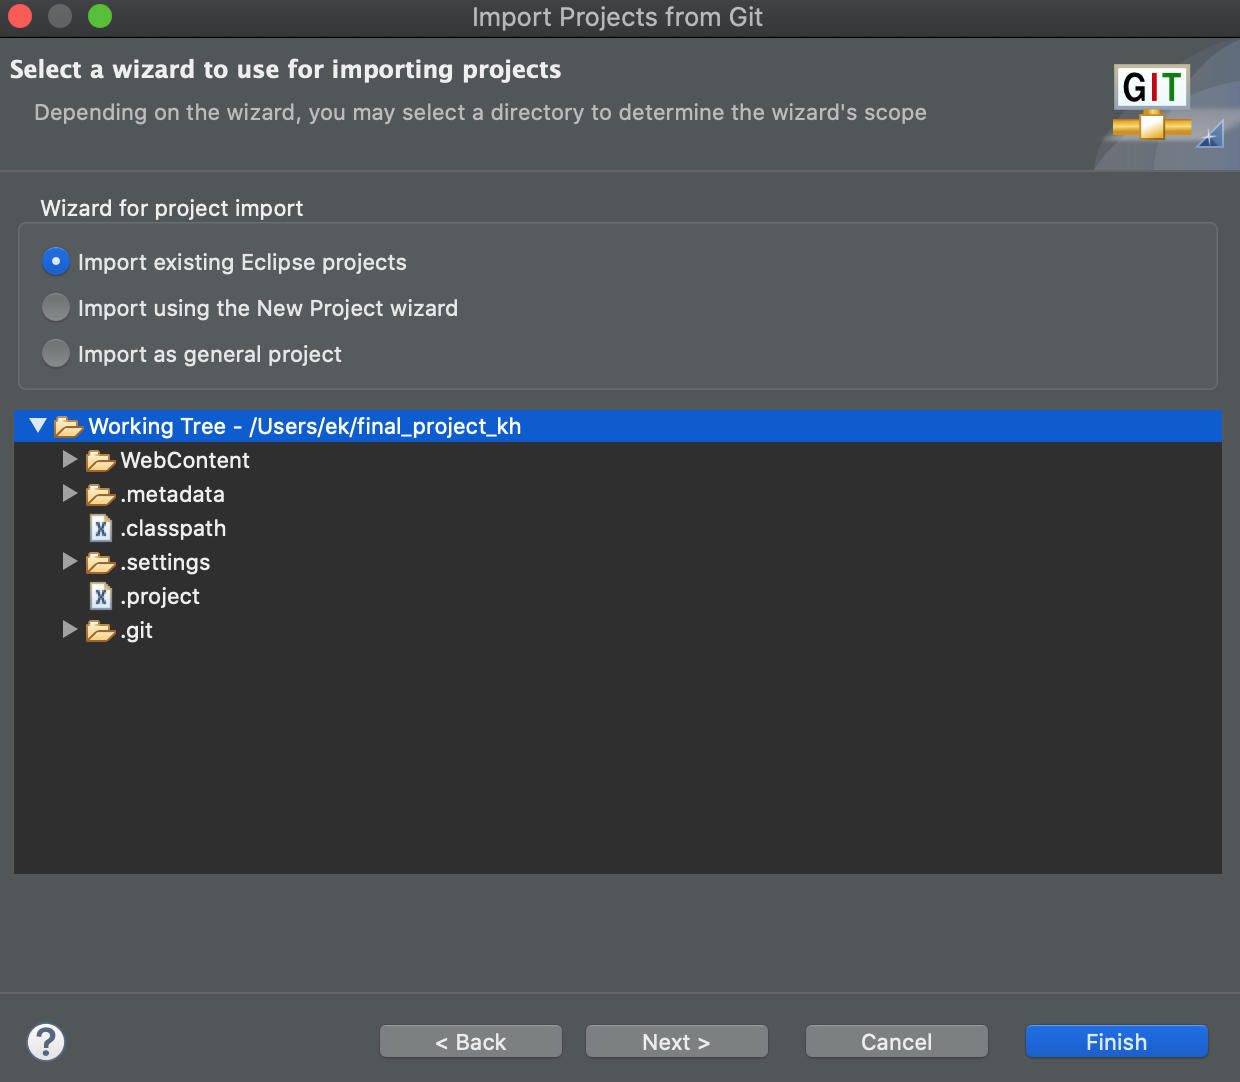 Import Projects from Git
Select a wizard to use for importing projects
Depending on the wizard, you may select a directory to determine the wizard's scope
GIT
Wizard for project import
Import existing Eclipse projects
Import using the New Project wizard
Import as general project
Working Tree - /Users/ek/final_project_kh
WebContent
.metadata
.classpath
.settings
.project
.git
< Back
Next >
Cancel
Finish